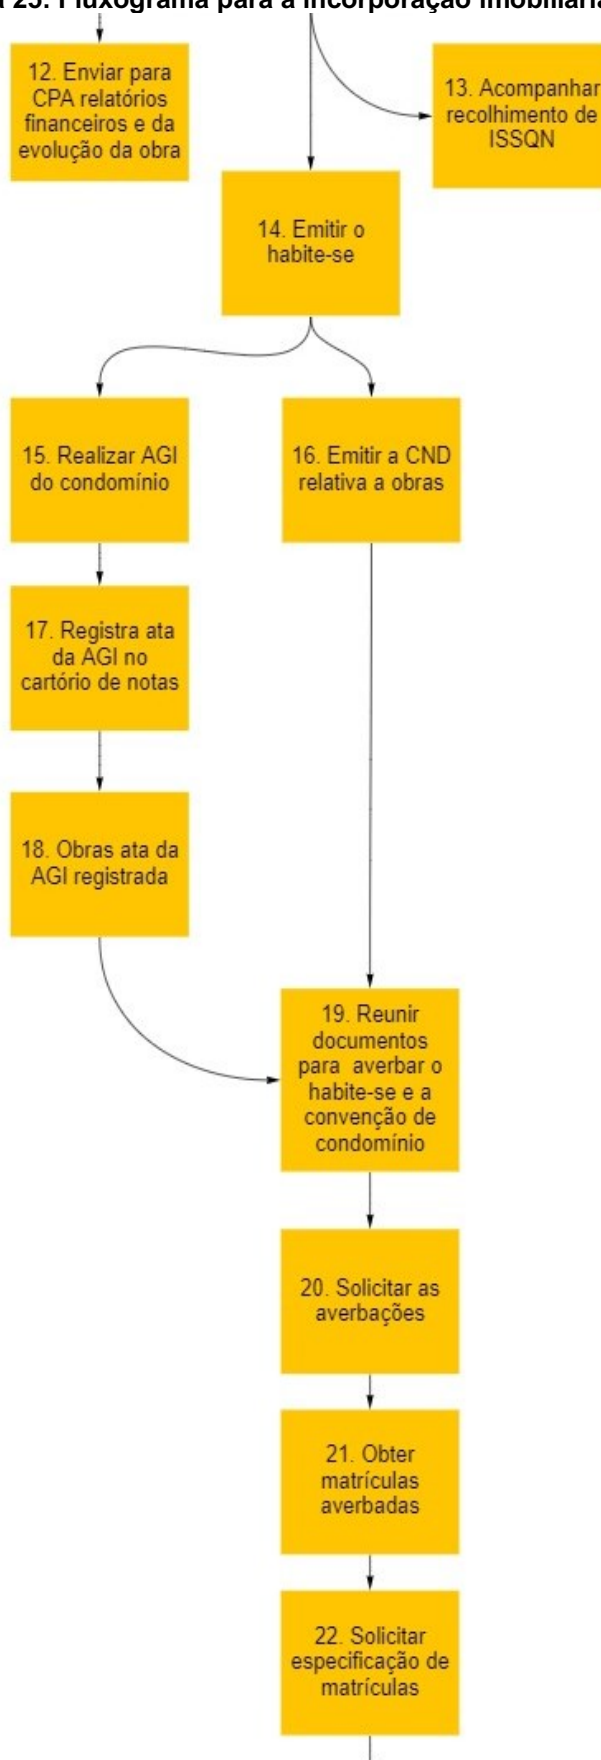 a 25. Fluxograma para a incorporação imobiliária
12. Enviar para
CPA relatórios
financeiros e da
evolução da obra
13. Acompanhar
recolhimento de
ISSQN
14. Emitir o
habite-se
15. Realizar AGI
do condomínio
16. Emitir a CND
relativa a obras
17. Registra ata
da AGI no
cartório de notas
18. Obras ata da
AGI registrada
19. Reunir
documentos
para averbar o
habite-se e a
convenção de
condomínio
20. Solicitar as
averbações
21. Obter
matrículas
averbadas
22. Solicitar
especificação de
matrículas